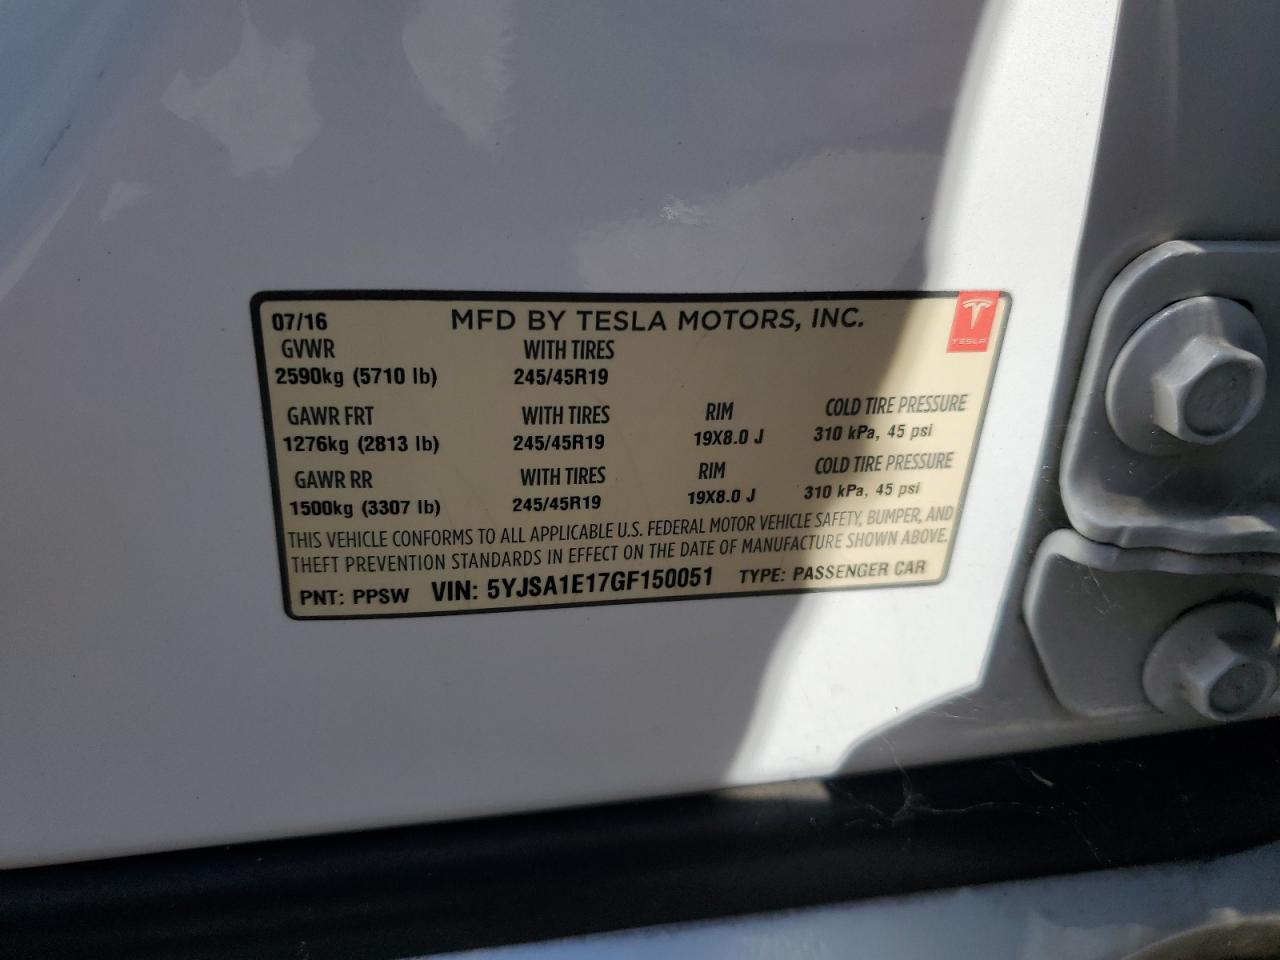 07/16 MFD BY TESLA MOTORS, INC.
TESLA
GVWR WITH TIRES
2590kg (5710 lb) 245/45R19
GAWR FRT WITH TIRES RIM COLD TIRE PRESSURE
1276kg (2813 lb) 245/45R19 19X8.0 J 310 kPa, 45 psi
GAWR RR WITH TIRES RIM COLD TIRE PRESSURE
1500kg (3307 lb) 245/45R19 19X8.0 J 310 kPa, 45 psi
THIS VEHICLE CONFORMS TO ALL APPLICABLE U.S. FEDERAL MOTOR VEHICLE SAFETY, BUMPER, AND
THEFT PREVENTION STANDARDS IN EFFECT ON THE DATE OF MANUFACTURE SHOWN ABOVE.
PNT: PPSW VIN: 5YJSA1E17GF150051 TYPE: PASSENGER CAR